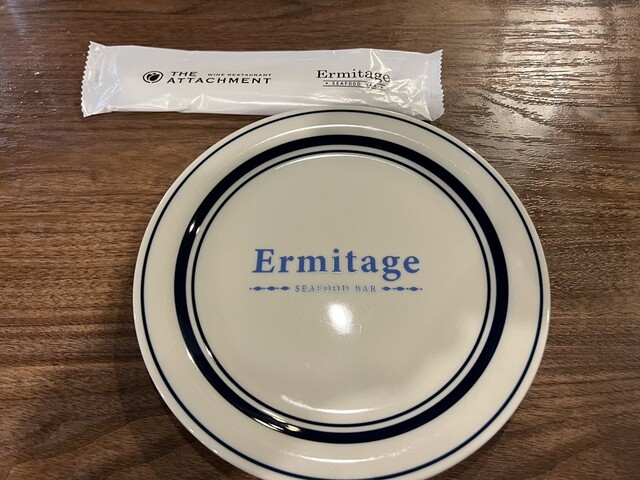 THE WINE RESTAURANT
ATTACHMENT
Ermitage
SEAFOOD
Ermitage
SEAFOOD BAR